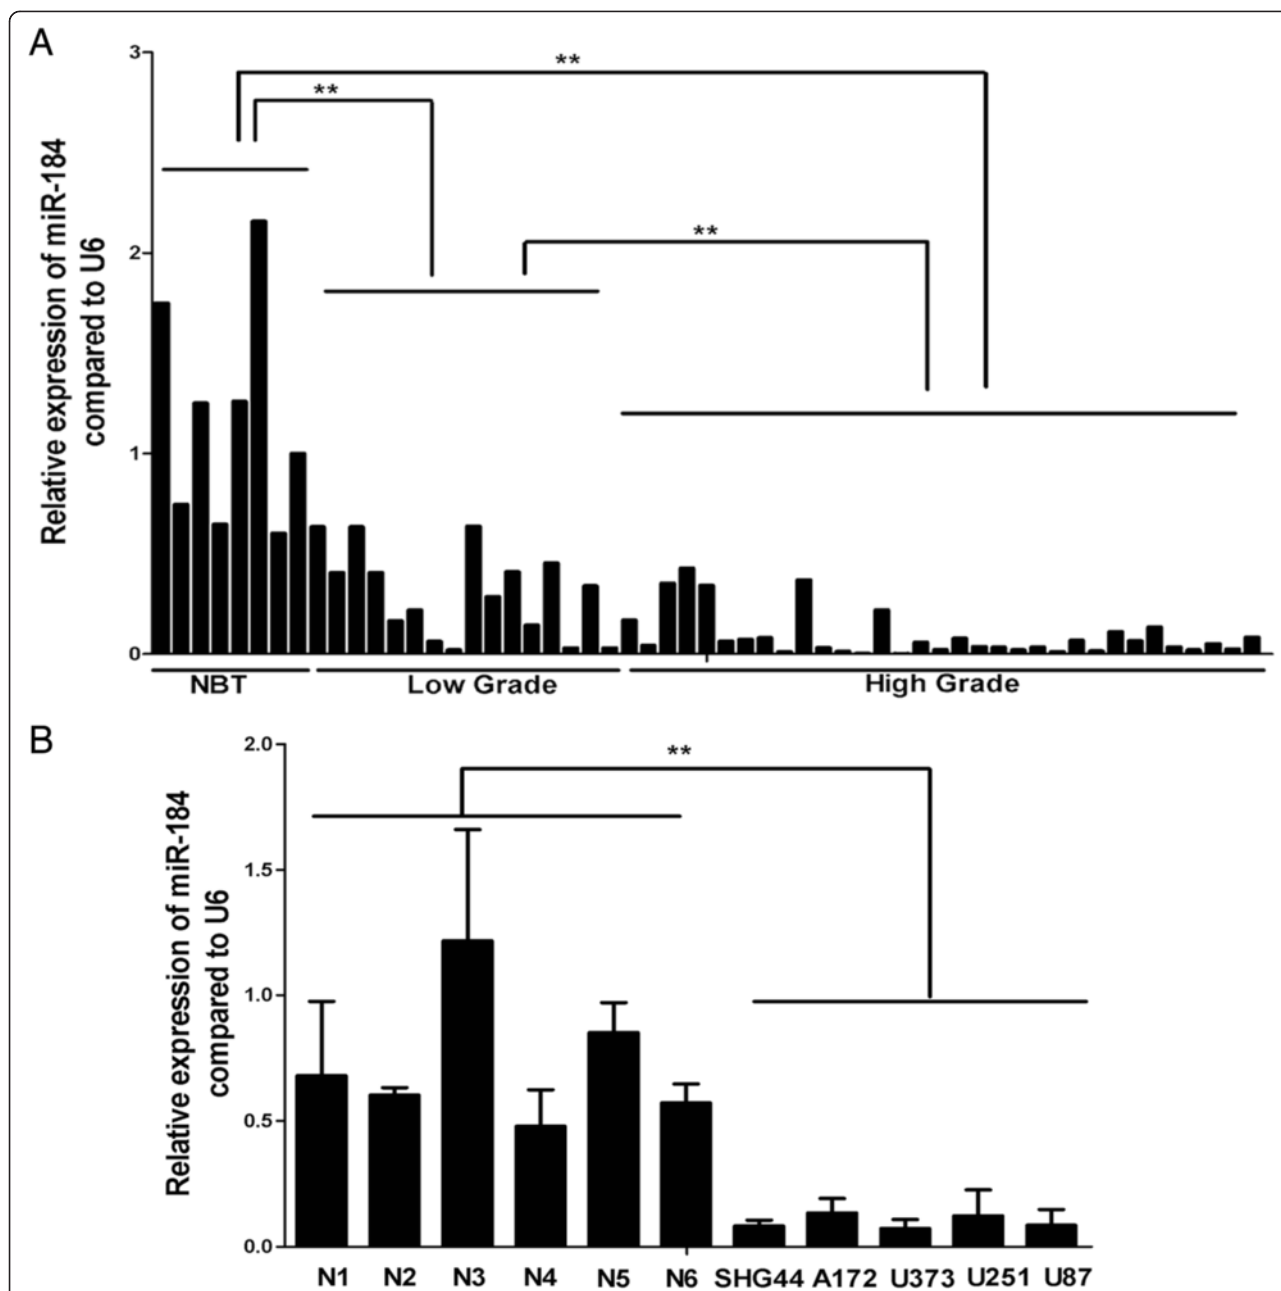 A
3
2
1
0
Relative expression of miR-184
compared to U6
**
**
**
NBT Low Grade High Grade
B
2.0
1.5
1.0
0.5
0.0
Relative expression of miR-184
compared to U6
**
N1 N2 N3 N4 N5 N6 SHG44 A172 U373 U251 U87